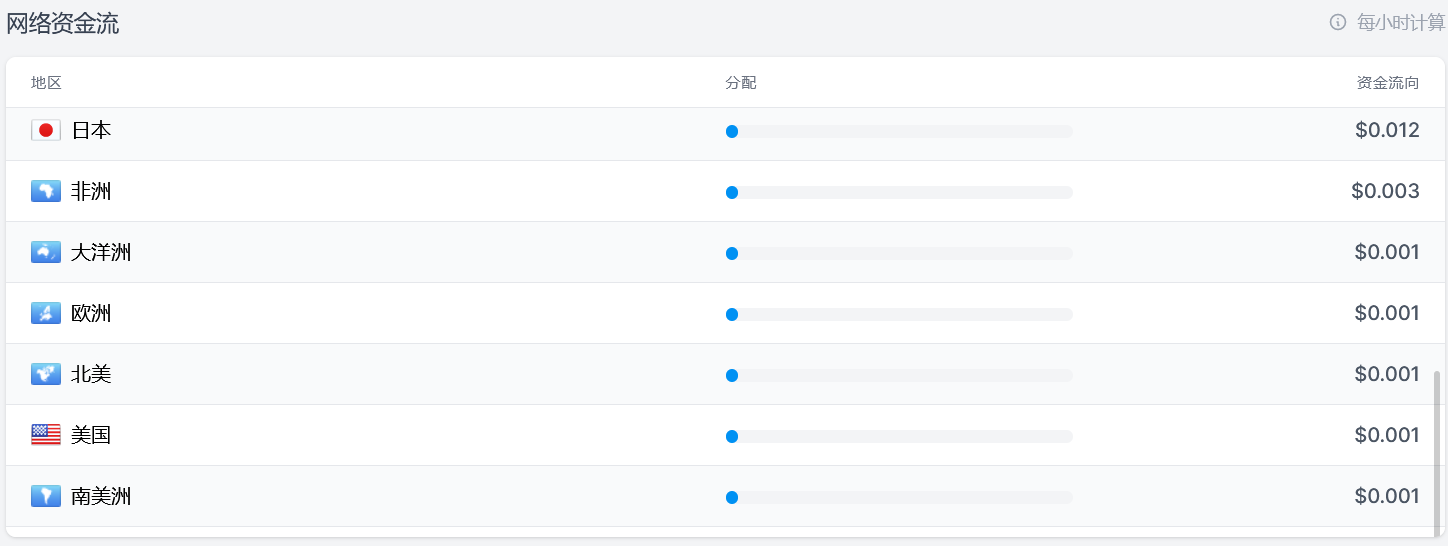 网络资金流 每小时计算
地区 分配 资金流向
日本 $0.012
非洲 $0.003
大洋洲 $0.001
欧洲 $0.001
北美 $0.001
美国 $0.001
南美洲 $0.001